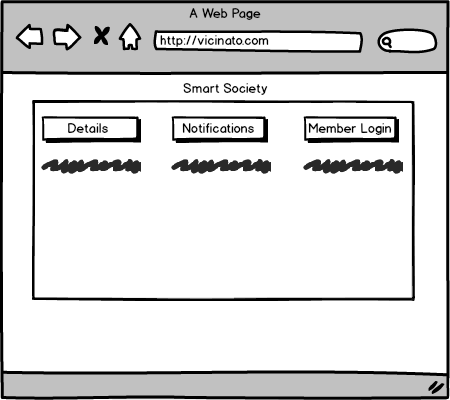 A Web Page
http://vicinato.com
Smart Society
Details
Notifications
Member Login